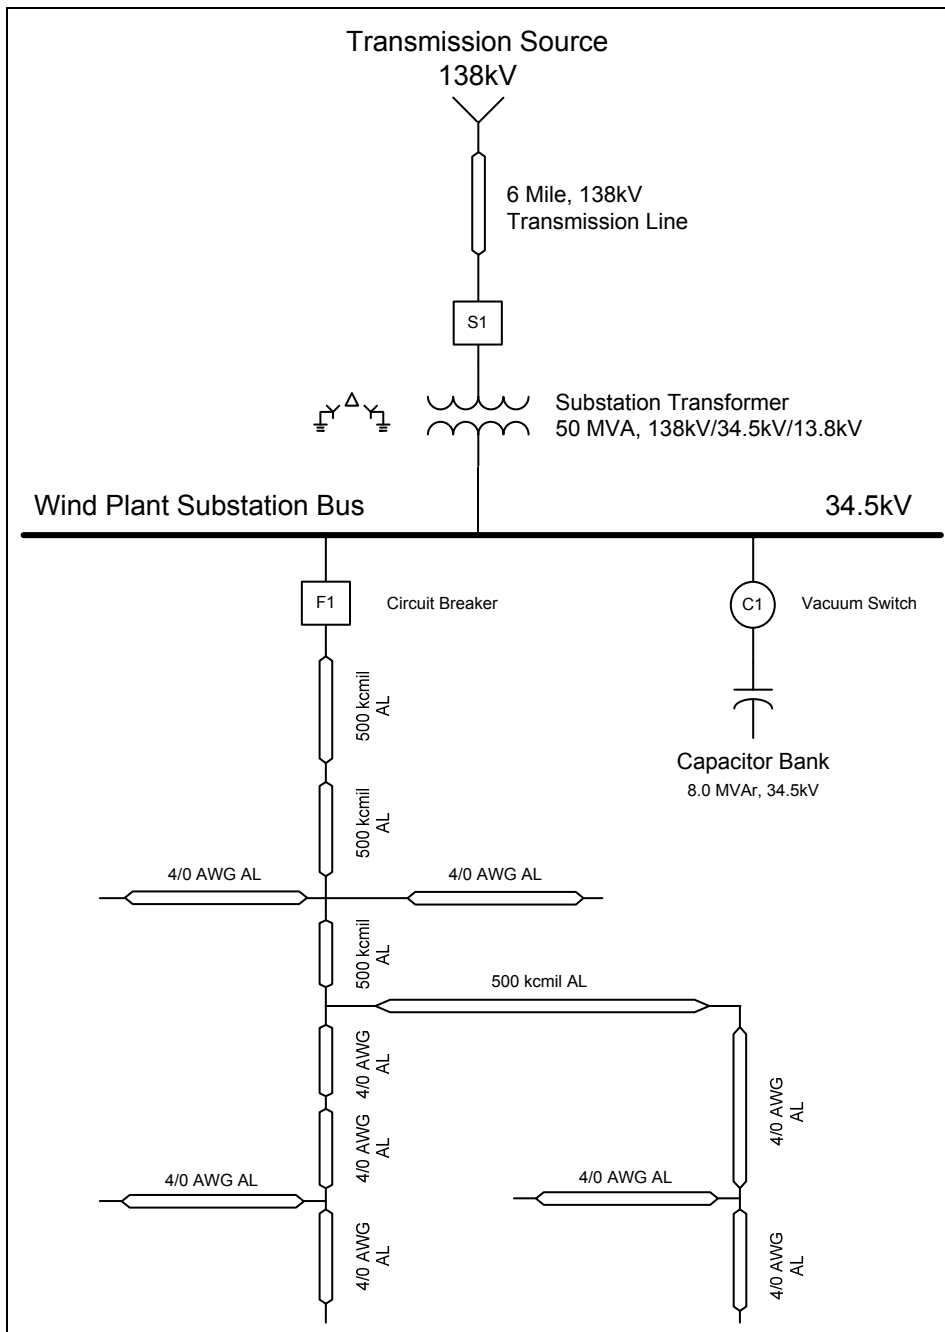 Transmission Source
138kV
6 Mile, 138kV
Transmission Line
S1
Substation Transformer
50 MVA, 138kV/34.5kV/13.8kV
Wind Plant Substation Bus
34.5kV
F1
Circuit Breaker
C1
Vacuum Switch
500 kcmil
AL
Capacitor Bank
8.0 MVAr, 34.5kV
500 kcmil
AL
4/0 AWG AL
4/0 AWG AL
500 kcmil
AL
500 kcmil AL
4/0 AWG
AL
4/0 AWG
AL
4/0 AWG
AL
4/0 AWG AL
4/0 AWG AL
4/0 AWG
AL
4/0 AWG
AL